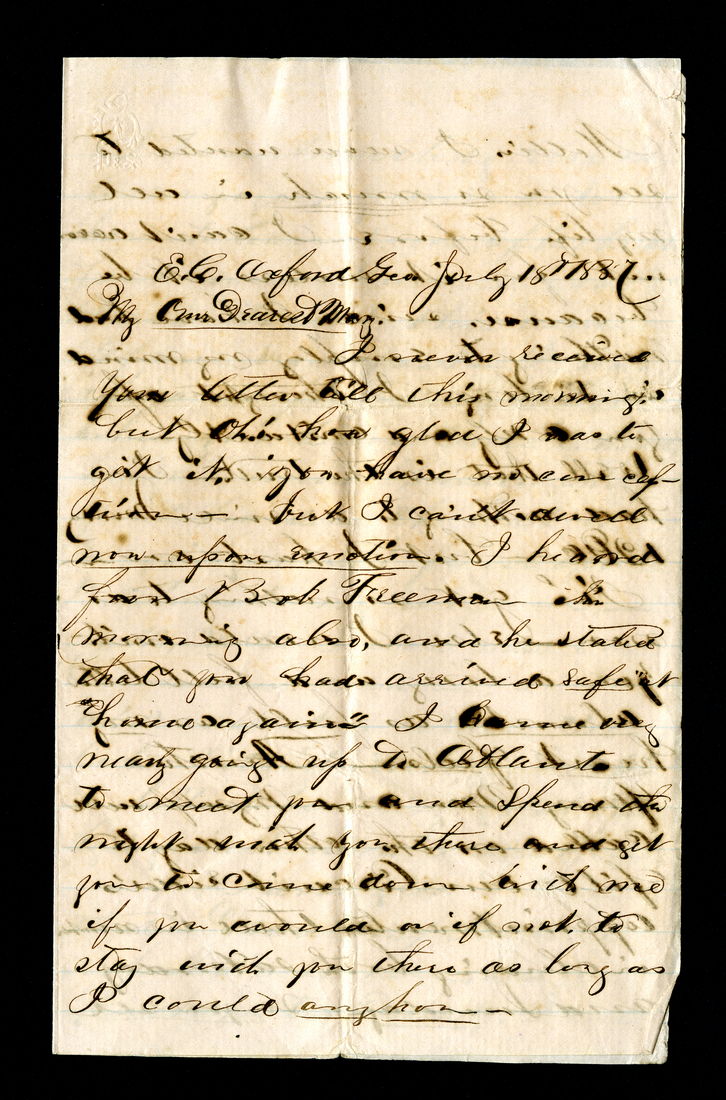 E.C. Oxford Geo July 18th 1887
My Own Dearest May:
I never received
Your letter till this morning:
but Oh! how glad I was to
git it, you have no con cep-
tion — but I can't dwell
now upon emotion. I heard
from Bob Freeman this
morning also, and he stated
that you had arrived safe at
"home again" I came very
near going up to Atlanta
to meet you and Spend the
night with you there and get
you to come down with me
if you would or if not to
stay with you there as long as
I could anyhow —